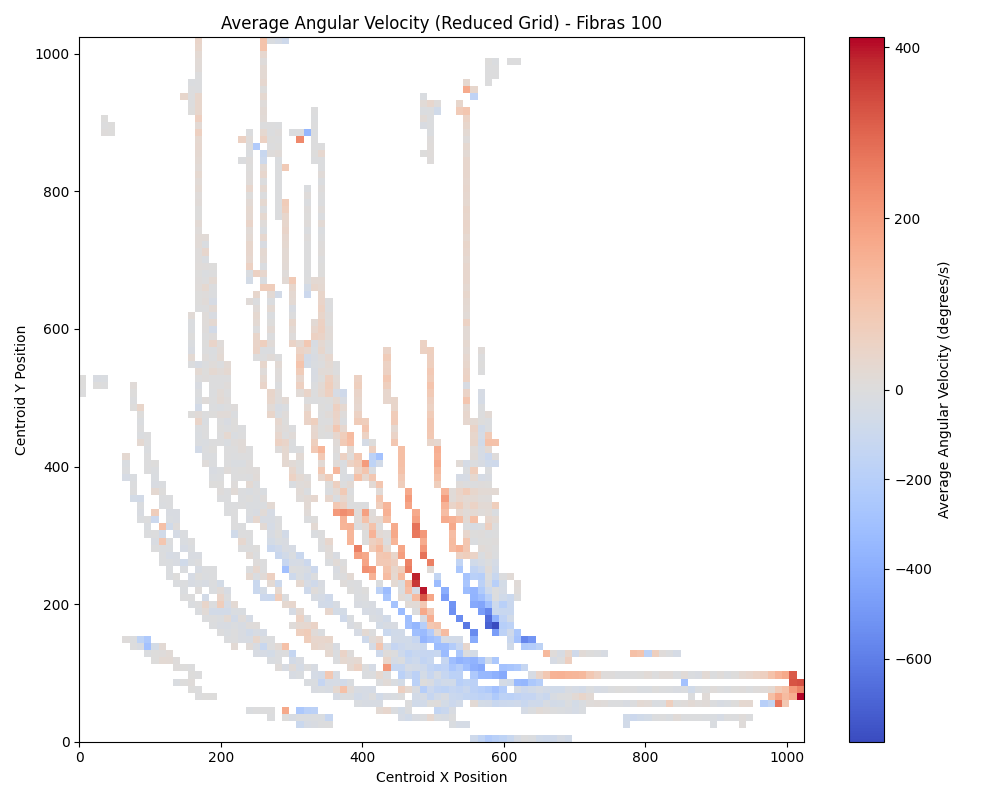 Average Angular Velocity (Reduced Grid) - Fibras 100
Centroid Y Position
1000
800
600
400
200
0
0 200 400 600 800 1000
Centroid X Position
400
200
0
−200
−400
−600
Average Angular Velocity (degrees/s)